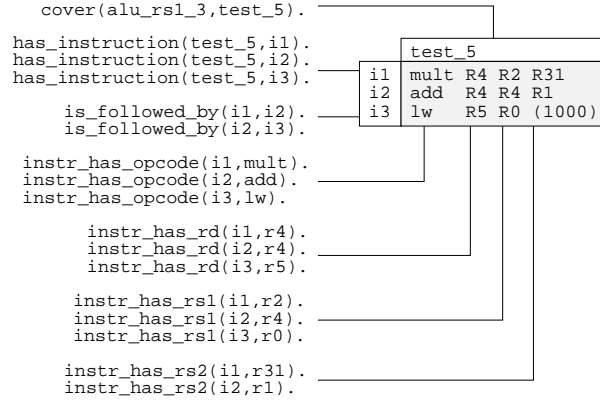 cover(alu_rs1_3,test_5).
has_instruction(test_5,i1).
has_instruction(test_5,i2).
has_instruction(test_5,i3).
is_followed_by(i1,i2).
is_followed_by(i2,i3).
instr_has_opcode(i1,mult).
instr_has_opcode(i2,add).
instr_has_opcode(i3,lw).
instr_has_rd(i1,r4).
instr_has_rd(i2,r4).
instr_has_rd(i3,r5).
instr_has_rs1(i1,r2).
instr_has_rs1(i2,r4).
instr_has_rs1(i3,r0).
instr_has_rs2(i1,r31).
instr_has_rs2(i2,r1).
test_5
i1 mult R4 R2 R31
i2 add R4 R4 R1
i3 lw R5 R0 (1000)